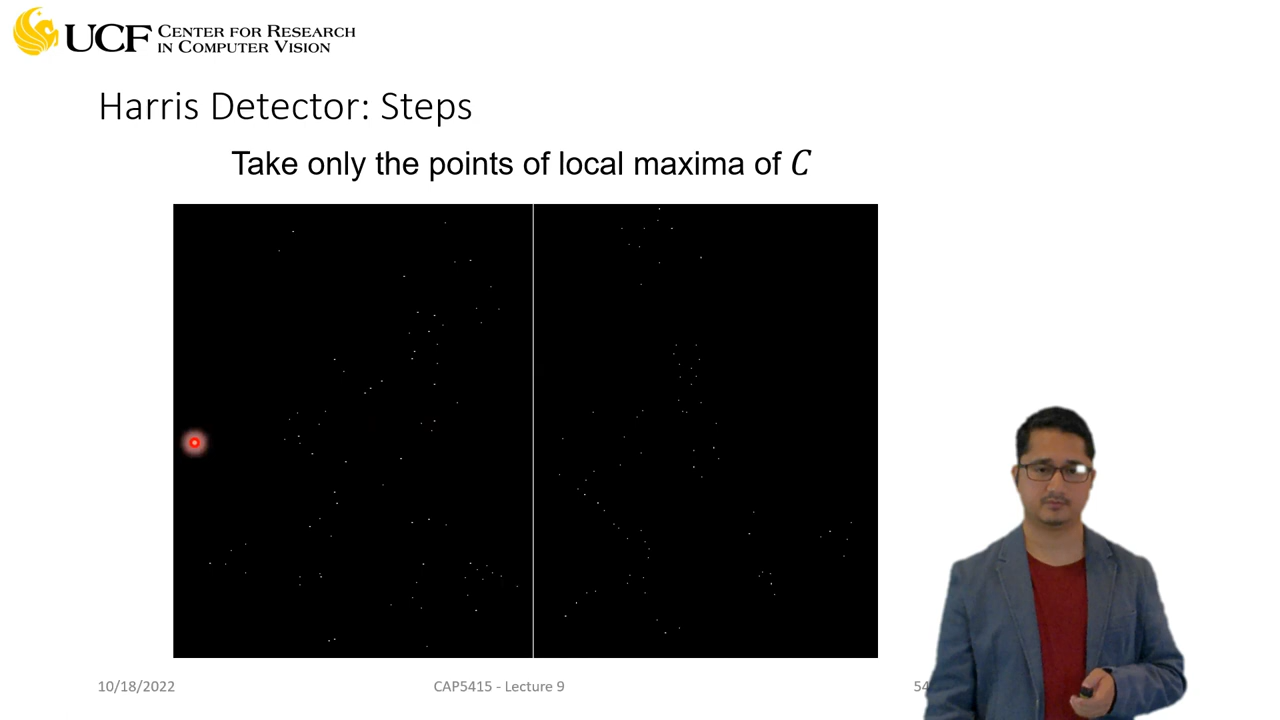 UCF CENTER FOR RESEARCH
IN COMPUTER VISION
Harris Detector: Steps
Take only the points of local maxima of C
10/18/2022
CAP5415 - Lecture 9
54